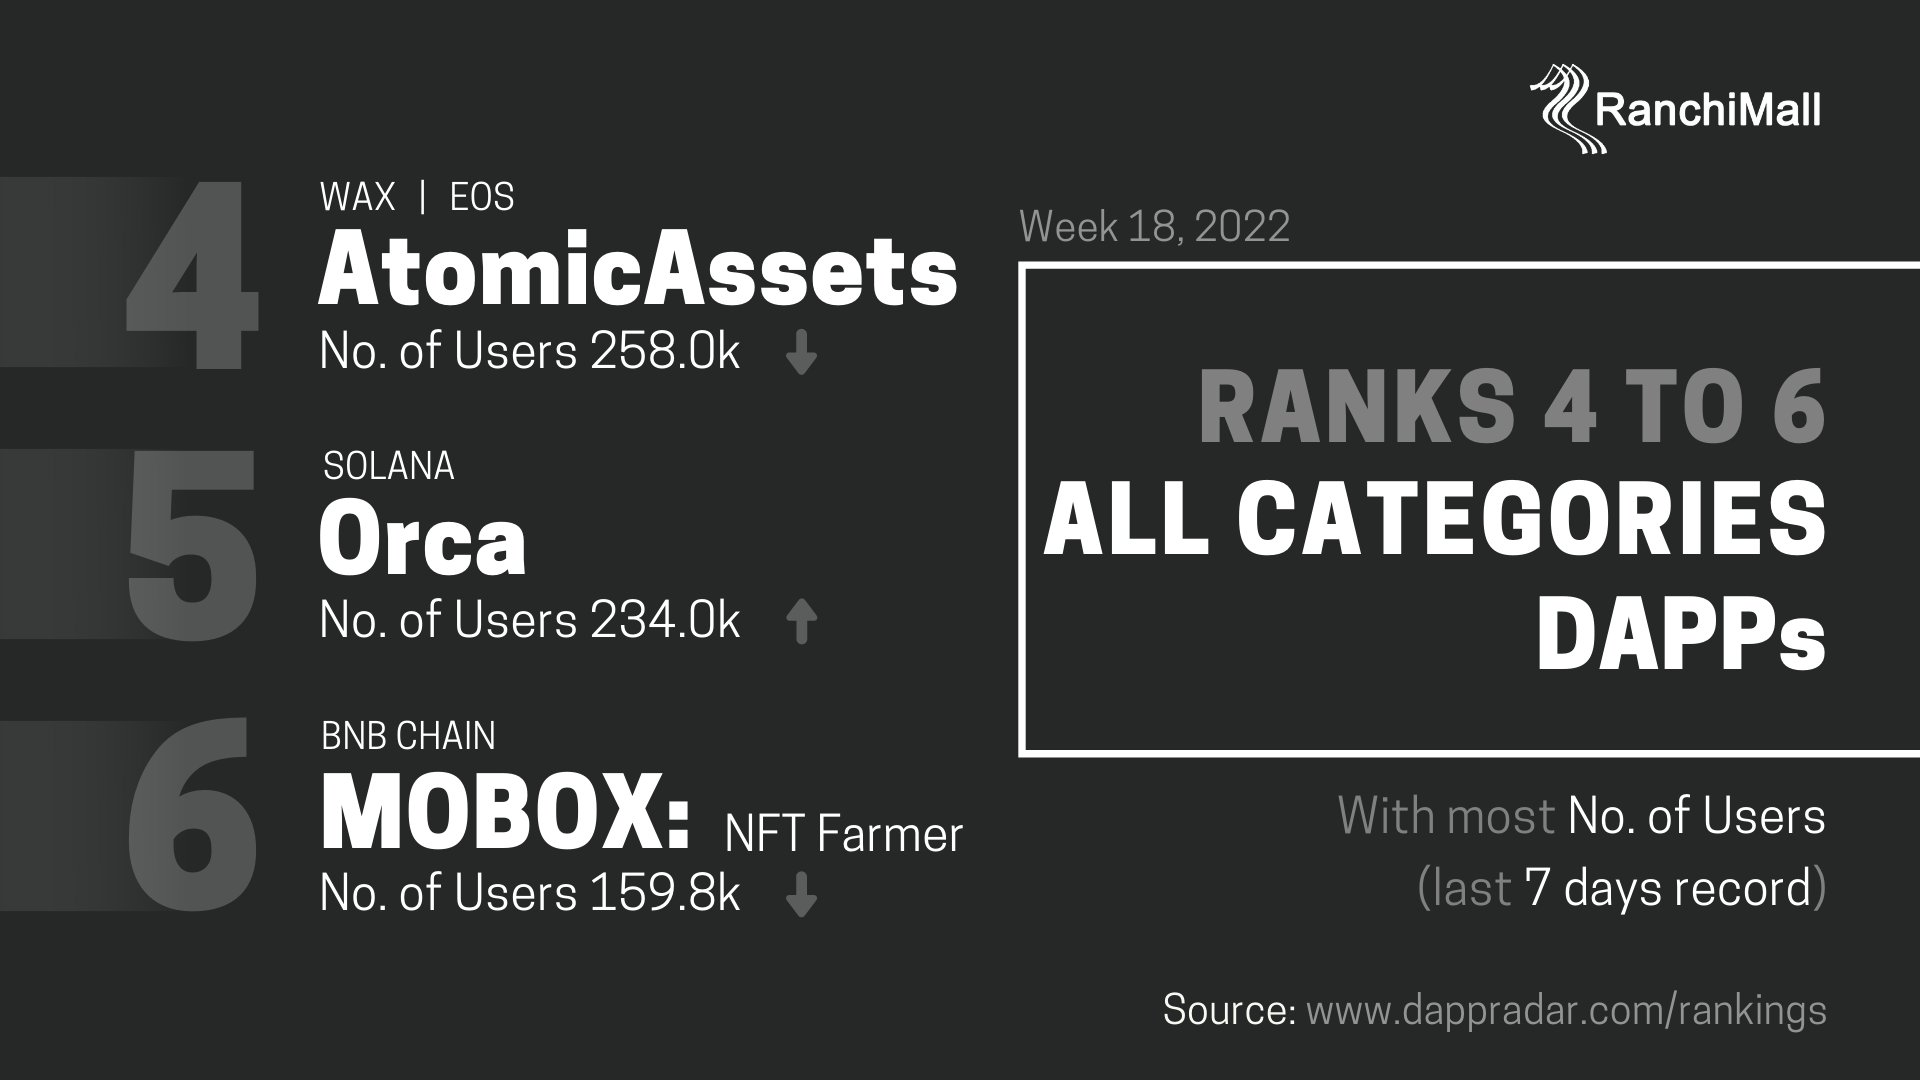 RanchiMall
4
WAX | EOS
AtomicAssets
No. of Users 258.0k
5
SOLANA
Orca
No. of Users 234.0k
6
BNB CHAIN
MOBOX: NFT Farmer
No. of Users 159.8k
Week 18, 2022
RANKS 4 TO 6
ALL CATEGORIES
DAPPs
With most No. of Users
(last 7 days record)
Source: www.dappradar.com/rankings